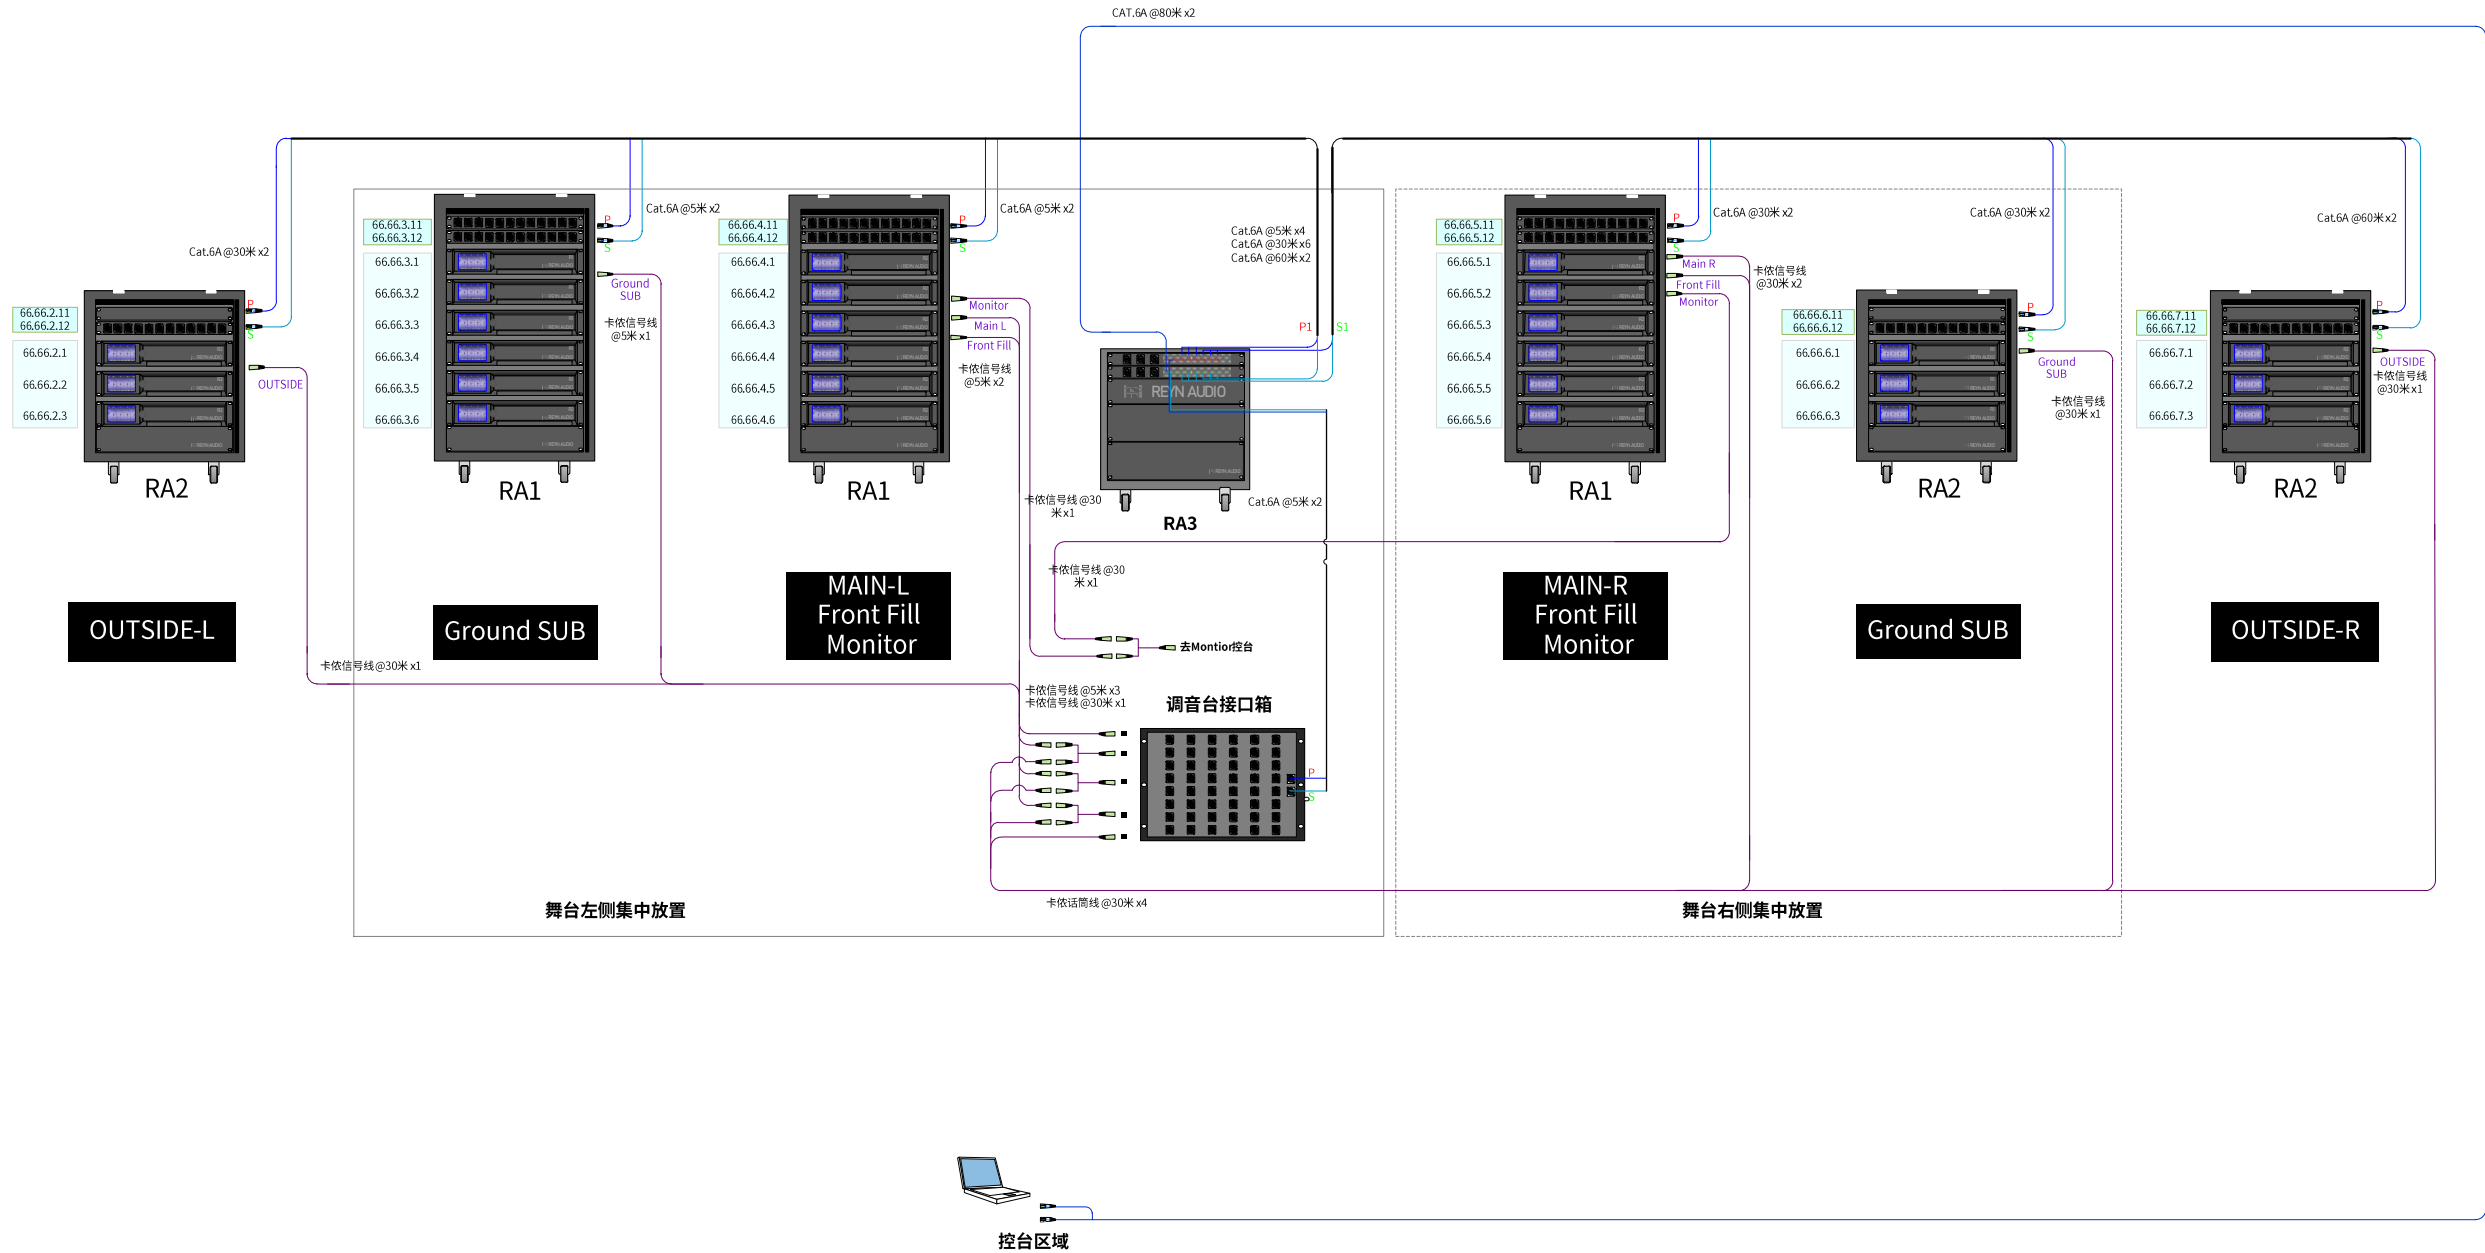 CAT.6A @80米 x2
Cat.6A @30米 x2
66.66.2.11
66.66.2.12
66.66.2.1
66.66.2.2
66.66.2.3
P
S
OUTSIDE
REYN AUDIO
RA2
OUTSIDE-L
卡侬信号线@30米 x1
66.66.3.11
66.66.3.12
66.66.3.1
66.66.3.2
66.66.3.3
66.66.3.4
66.66.3.5
66.66.3.6
P
S
Cat.6A @5米 x2
Ground
SUB
卡侬信号线
@5米 x1
REYN AUDIO
RA1
Ground SUB
66.66.4.11
66.66.4.12
66.66.4.1
66.66.4.2
66.66.4.3
66.66.4.4
66.66.4.5
66.66.4.6
P
S
Cat.6A @5米 x2
Monitor
Main L
Front Fill
卡侬信号线
@5米 x2
REYN AUDIO
RA1
MAIN-L
Front Fill
Monitor
Cat.6A @5米 x4
Cat.6A @30米 x6
Cat.6A @60米 x2
P1
S1
REYN AUDIO
REYN AUDIO
RA3
Cat.6A @5米 x2
卡侬信号线 @30
米 x1
卡侬信号线 @30
米 x1
去Montior控台
卡侬信号线 @5米 x3
卡侬信号线 @30米 x1
调音台接口箱
P
S
卡侬话筒线 @30米 x4
舞台左侧集中放置
66.66.5.11
66.66.5.12
66.66.5.1
66.66.5.2
66.66.5.3
66.66.5.4
66.66.5.5
66.66.5.6
P
S
Cat.6A @30米 x2
Main R
Front Fill
Monitor
卡侬信号线
@30米 x2
REYN AUDIO
RA1
MAIN-R
Front Fill
Monitor
Cat.6A @30米 x2
66.66.6.11
66.66.6.12
66.66.6.1
66.66.6.2
66.66.6.3
P
S
Ground
SUB
卡侬信号线
@30米 x1
REYN AUDIO
RA2
Ground SUB
舞台右侧集中放置
Cat.6A @60米 x2
66.66.7.11
66.66.7.12
66.66.7.1
66.66.7.2
66.66.7.3
P
S
OUTSIDE
卡侬信号线
@30米 x1
REYN AUDIO
RA2
OUTSIDE-R
控台区域